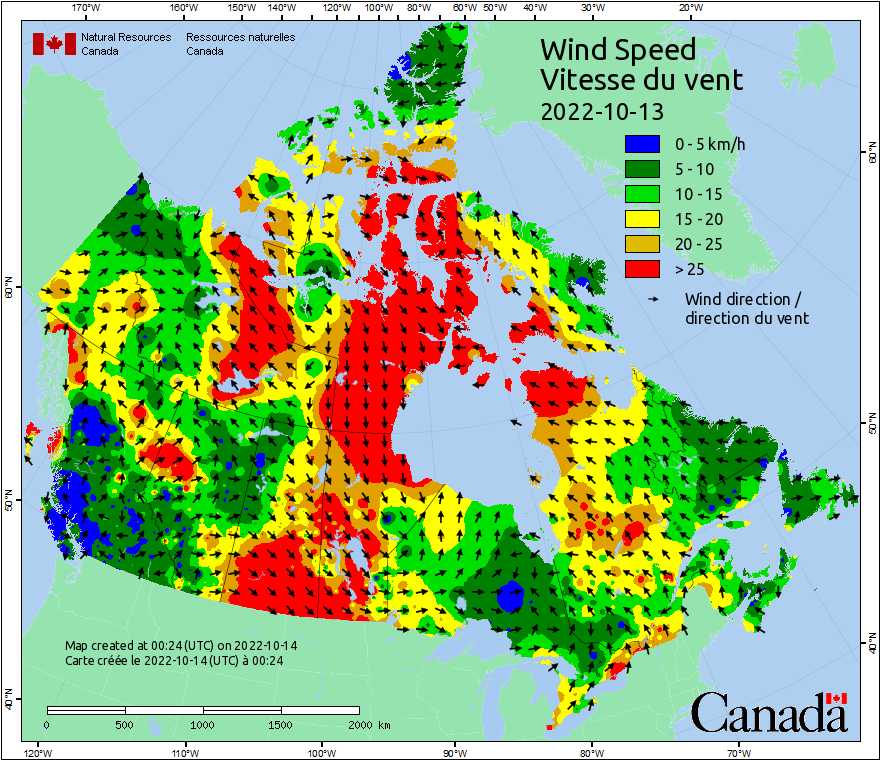 170°W 160°W 150°W 140°W 130°W 120°W 110°W 100°W 90°W 80°W 70°W 60°W 50°W 40°W 30°W 20°W
Natural Resources Ressources naturelles
Canada Canada
Wind Speed
Vitesse du vent
2022-10-13
0 - 5 km/h
5 - 10
10 - 15
15 - 20
20 - 25
> 25
Wind direction /
direction du vent
60°N
60°N
50°N
50°N
40°N
40°N
Map created at 00:24 (UTC) on 2022-10-14
Carte créée le 2022-10-14 (UTC) à 00:24
0 500 1000 1500 2000 km
Canada
120°W 110°W 100°W 90°W 80°W 70°W